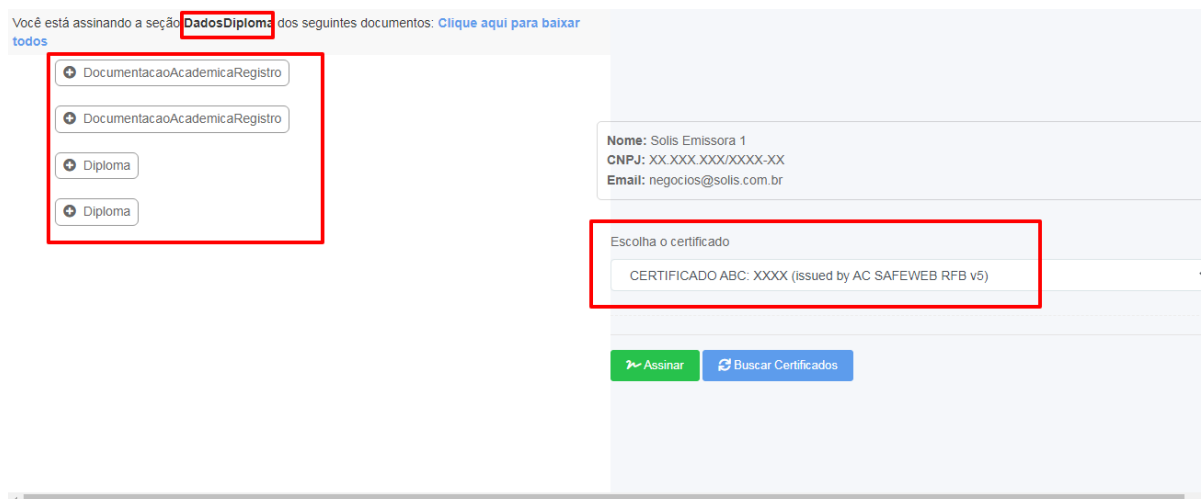 Você está assinando a seção DadosDiploma dos seguintes documentos: Clique aqui para baixar
todos
DocumentacaoAcademicaRegistro
DocumentacaoAcademicaRegistro
Diploma
Diploma
Nome: Solis Emissora 1
CNPJ: XX.XXX.XXX/XXXX-XX
Email: negocios@solis.com.br
Escolha o certificado
CERTIFICADO ABC: XXXX (issued by AC SAFEWEB RFB v5)
Assinar
Buscar Certificados